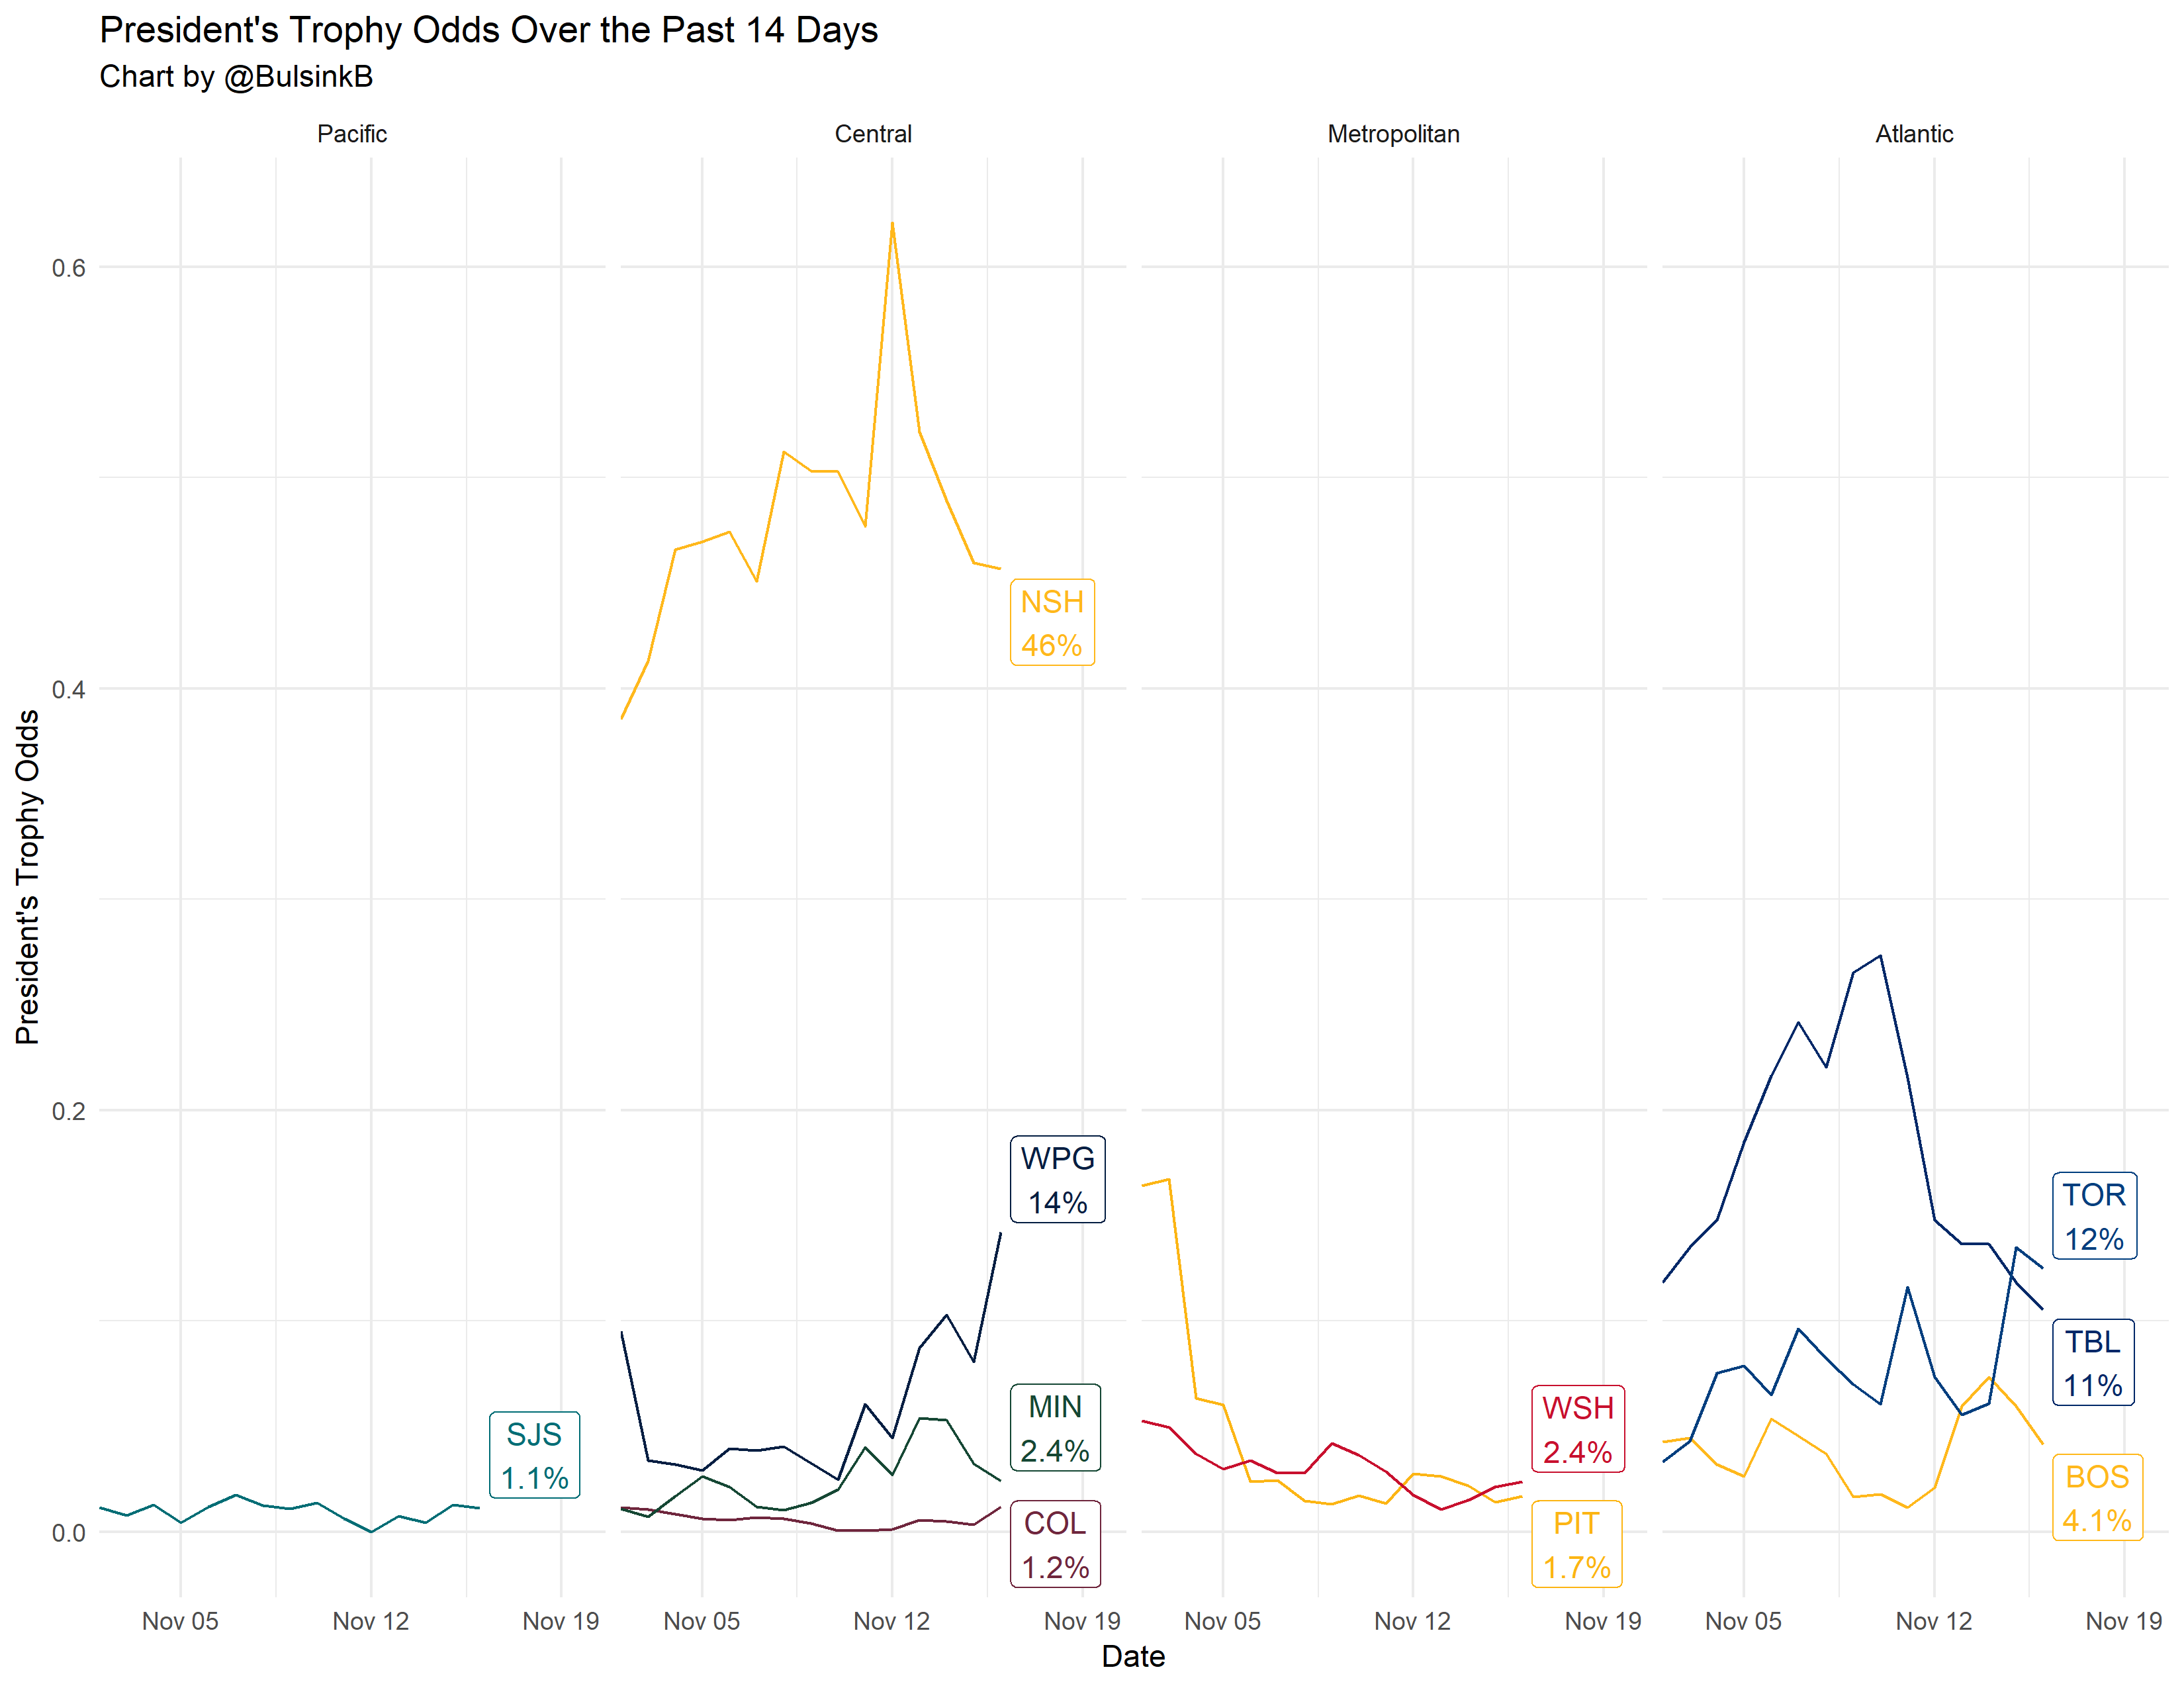 President's Trophy Odds Over the Past 14 Days
Chart by @BulsinkB
Pacific
Central
Metropolitan
Atlantic
President's Trophy Odds
0.6
0.4
0.2
0.0
SJS
1.1%
NSH
46%
WPG
14%
MIN
2.4%
COL
1.2%
WSH
2.4%
PIT
1.7%
TOR
12%
TBL
11%
BOS
4.1%
Nov 05
Nov 12
Nov 19
Nov 05
Nov 12
Nov 19
Nov 05
Nov 12
Nov 19
Nov 05
Nov 12
Nov 19
Date